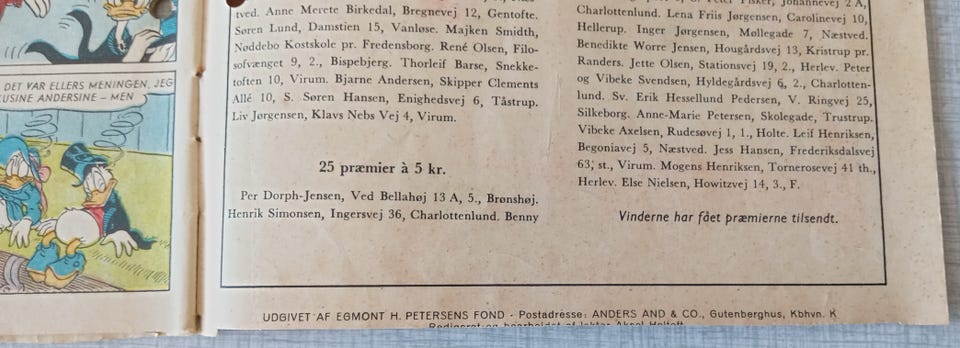 DET VAR ELLERS MENINGEN, JEG
KUSINE ANDERSINE – MEN
tved. Anne Merete Birkedal, Bregnevej 12, Gentofte.
Søren Lund, Damstien 15, Vanløse. Majken Smidth,
Nøddebo Kostskole pr. Fredensborg. René Olsen, Filo-
sofvænget 9, 2., Bispebjerg. Thorleif Barse, Snekke-
toften 10, Virum. Bjarne Andersen, Skipper Clements
Allé 10, S. Søren Hansen, Enighedsvej 6, Tåstrup.
Liv Jørgensen, Klavs Nebs Vej 4, Virum.
25 præmier à 5 kr.
Per Dorph-Jensen, Ved Bellahøj 13 A, 5., Brønshøj.
Henrik Simonsen, Ingersvej 36, Charlottenlund. Benny
Johannevej 2 A,
Charlottenlund. Lena Friis Jørgensen, Carolinevej 10,
Hellerup. Inger Jørgensen, Møllegade 7, Næstved.
Benedikte Worre Jensen, Hougårdsvej 13, Kristrup pr.
Randers. Jette Olsen, Stationsvej 19, 2., Herlev. Peter
og Vibeke Svendsen, Hyldegårdsvej 6, 2., Charlotten-
lund. Sv. Erik Hessellund Pedersen, V. Ringvej 25,
Silkeborg. Anne-Marie Petersen, Skolegade, Trustrup.
Vibeke Axelsen, Rudesøvej 1, 1., Holte. Leif Henriksen,
Begoniavej 5, Næstved. Jess Hansen, Frederiksdalsvej
63, st., Virum. Mogens Henriksen, Tornerosevej 41 th.,
Herlev. Else Nielsen, Howitzvej 14, 3., F.
Vinderne har fået præmierne tilsendt.
UDGIVET AF EGMONT H. PETERSENS FOND - Postadresse: ANDERS AND & CO., Gutenberghus, Kbhvn. K